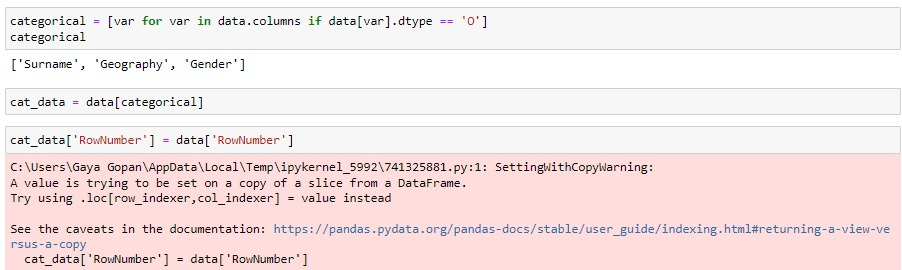 categorical = [var for var in data.columns if data[var].dtype == 'O']
categorical
['Surname', 'Geography', 'Gender']
cat_data = data[categorical]
cat_data['RowNumber'] = data['RowNumber']
C:\Users\Gaya Gopan\AppData\Local\Temp\ipykernel_5992\741325881.py:1: SettingWithCopyWarning:
A value is trying to be set on a copy of a slice from a DataFrame.
Try using .loc[row_indexer,col_indexer] = value instead
See the caveats in the documentation: https://pandas.pydata.org/pandas-docs/stable/user_guide/indexing.html#returning-a-view-ve
rsus-a-copy
  cat_data['RowNumber'] = data['RowNumber']